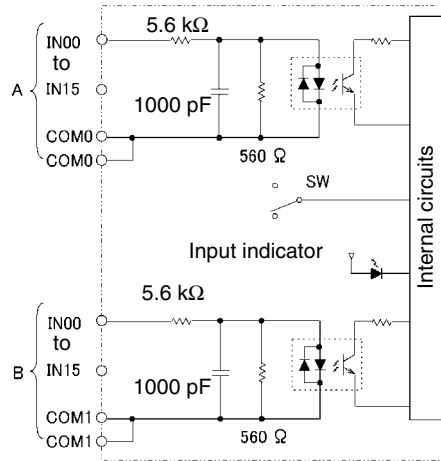 IN00
5.6 kΩ
to
A
IN15
1000 pF
COM0
COM0
560 Ω
SW
Internal circuits
Input indicator
5.6 kΩ
IN00
to
B
IN15
1000 pF
COM1
COM1
560 Ω